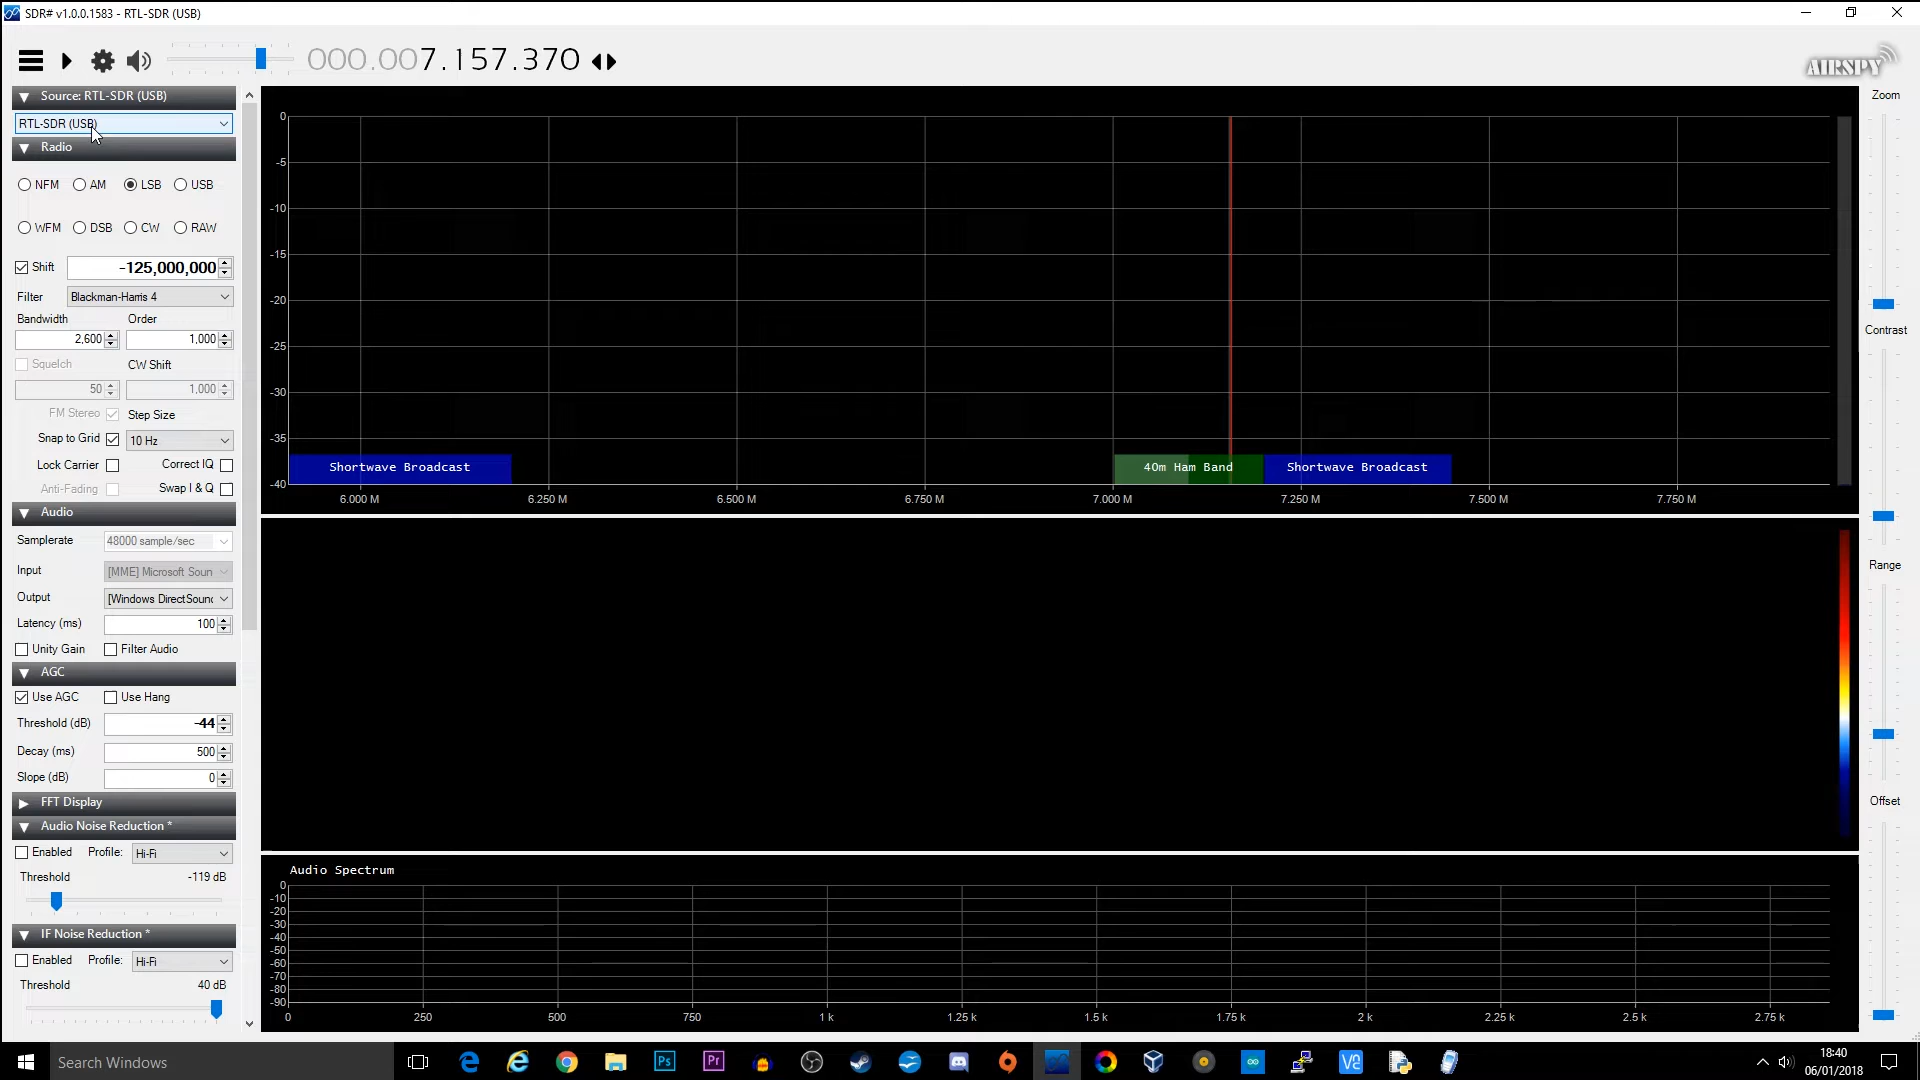 SDR# v1.0.0.1583 - RTL-SDR (USB)
000.007.157.370
AIRSPY
Source: RTL-SDR (USB)
RTL-SDR (USB)
Radio
NFM AM LSB USB
WFM DSB CW RAW
Shift -125,000,000
Filter Blackman-Harris 4
Bandwidth Order
2,600 1,000
Squelch CW Shift
50 1,000
FM Stereo Step Size
Snap to Grid 10 Hz
Lock Carrier Correct IQ
Anti-Fading Swap I & Q
Audio
Samplerate 48000 sample/sec
Input [MME] Microsoft Soun
Output [Windows DirectSound
Latency (ms) 100
Unity Gain Filter Audio
AGC
Use AGC Use Hang
Threshold (dB) -44
Decay (ms) 500
Slope (dB) 0
FFT Display
Audio Noise Reduction *
Enabled Profile: Hi-Fi
Threshold -119 dB
IF Noise Reduction *
Enabled Profile: Hi-Fi
Threshold 40 dB
0
-5
-10
-15
-20
-25
-30
-35
-40
Shortwave Broadcast 40m Ham Band Shortwave Broadcast
6.000 M 6.250 M 6.500 M 6.750 M 7.000 M 7.250 M 7.500 M 7.750 M
Audio Spectrum
0
-10
-20
-30
-40
-50
-60
-70
-80
-90
0 250 500 750 1 k 1.25 k 1.5 k 1.75 k 2 k 2.25 k 2.5 k 2.75 k
Zoom
Contrast
Range
Offset
Search Windows
Ps
Pr
18:40
06/01/2018